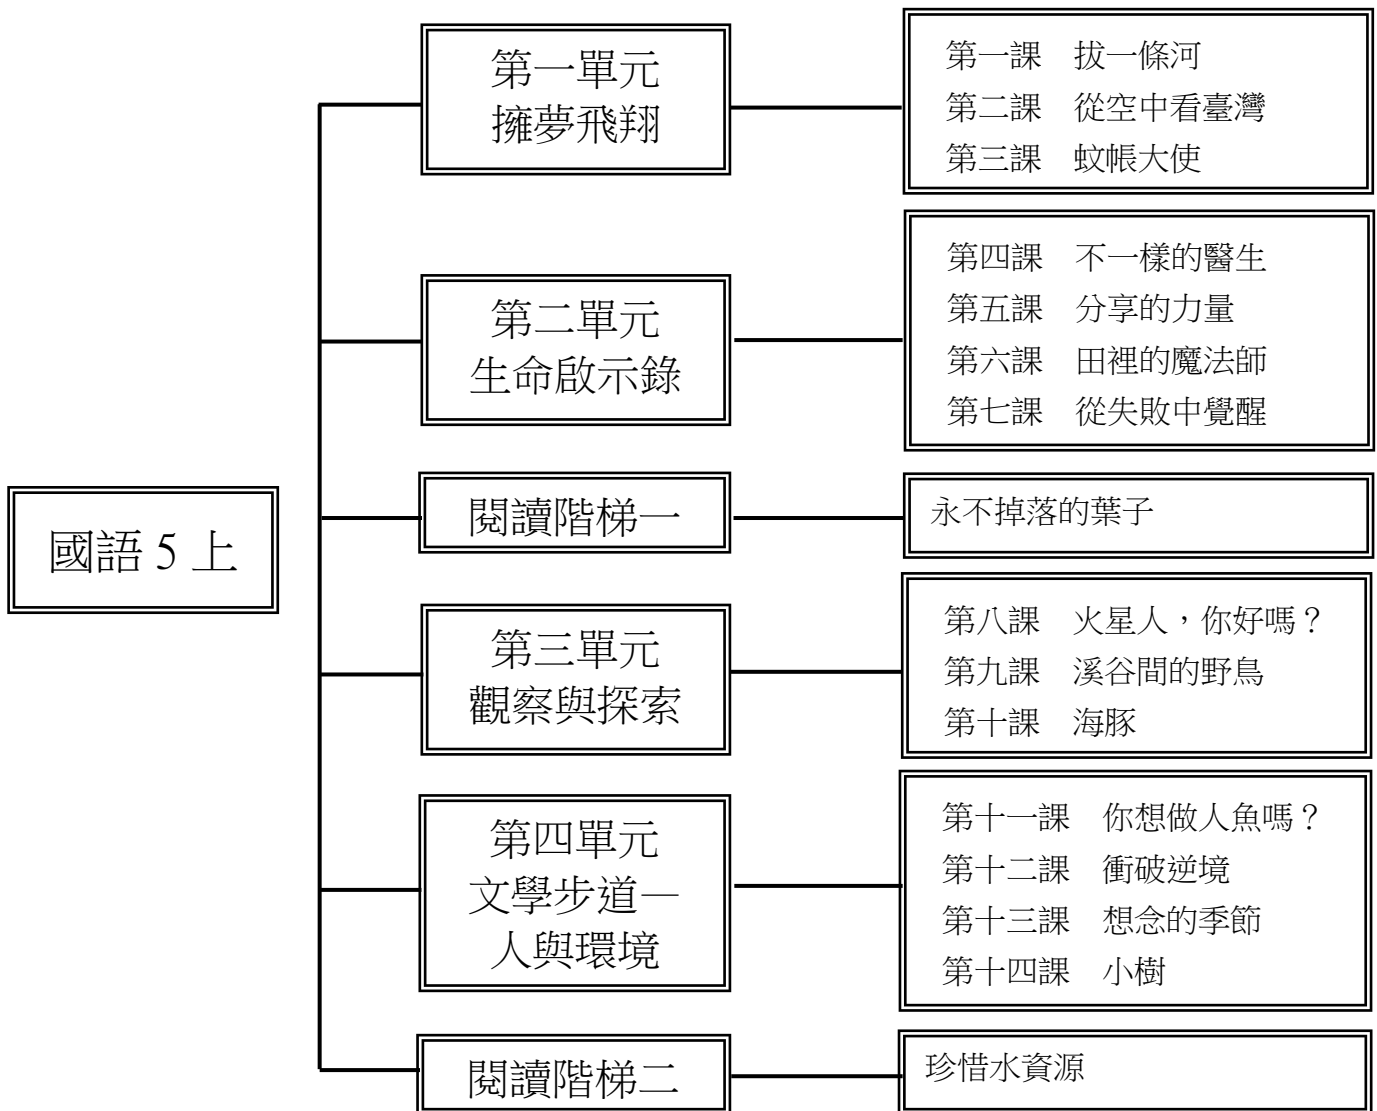 國語 5 上
第一單元
擁夢飛翔
第一課　拔一條河
第二課　從空中看臺灣
第三課　蚊帳大使
第二單元
生命啟示錄
第四課　不一樣的醫生
第五課　分享的力量
第六課　田裡的魔法師
第七課　從失敗中覺醒
閱讀階梯一
永不掉落的葉子
第三單元
觀察與探索
第八課　火星人，你好嗎？
第九課　溪谷間的野鳥
第十課　海豚
第四單元
文學步道—
人與環境
第十一課　你想做人魚嗎？
第十二課　衝破逆境
第十三課　想念的季節
第十四課　小樹
閱讀階梯二
珍惜水資源